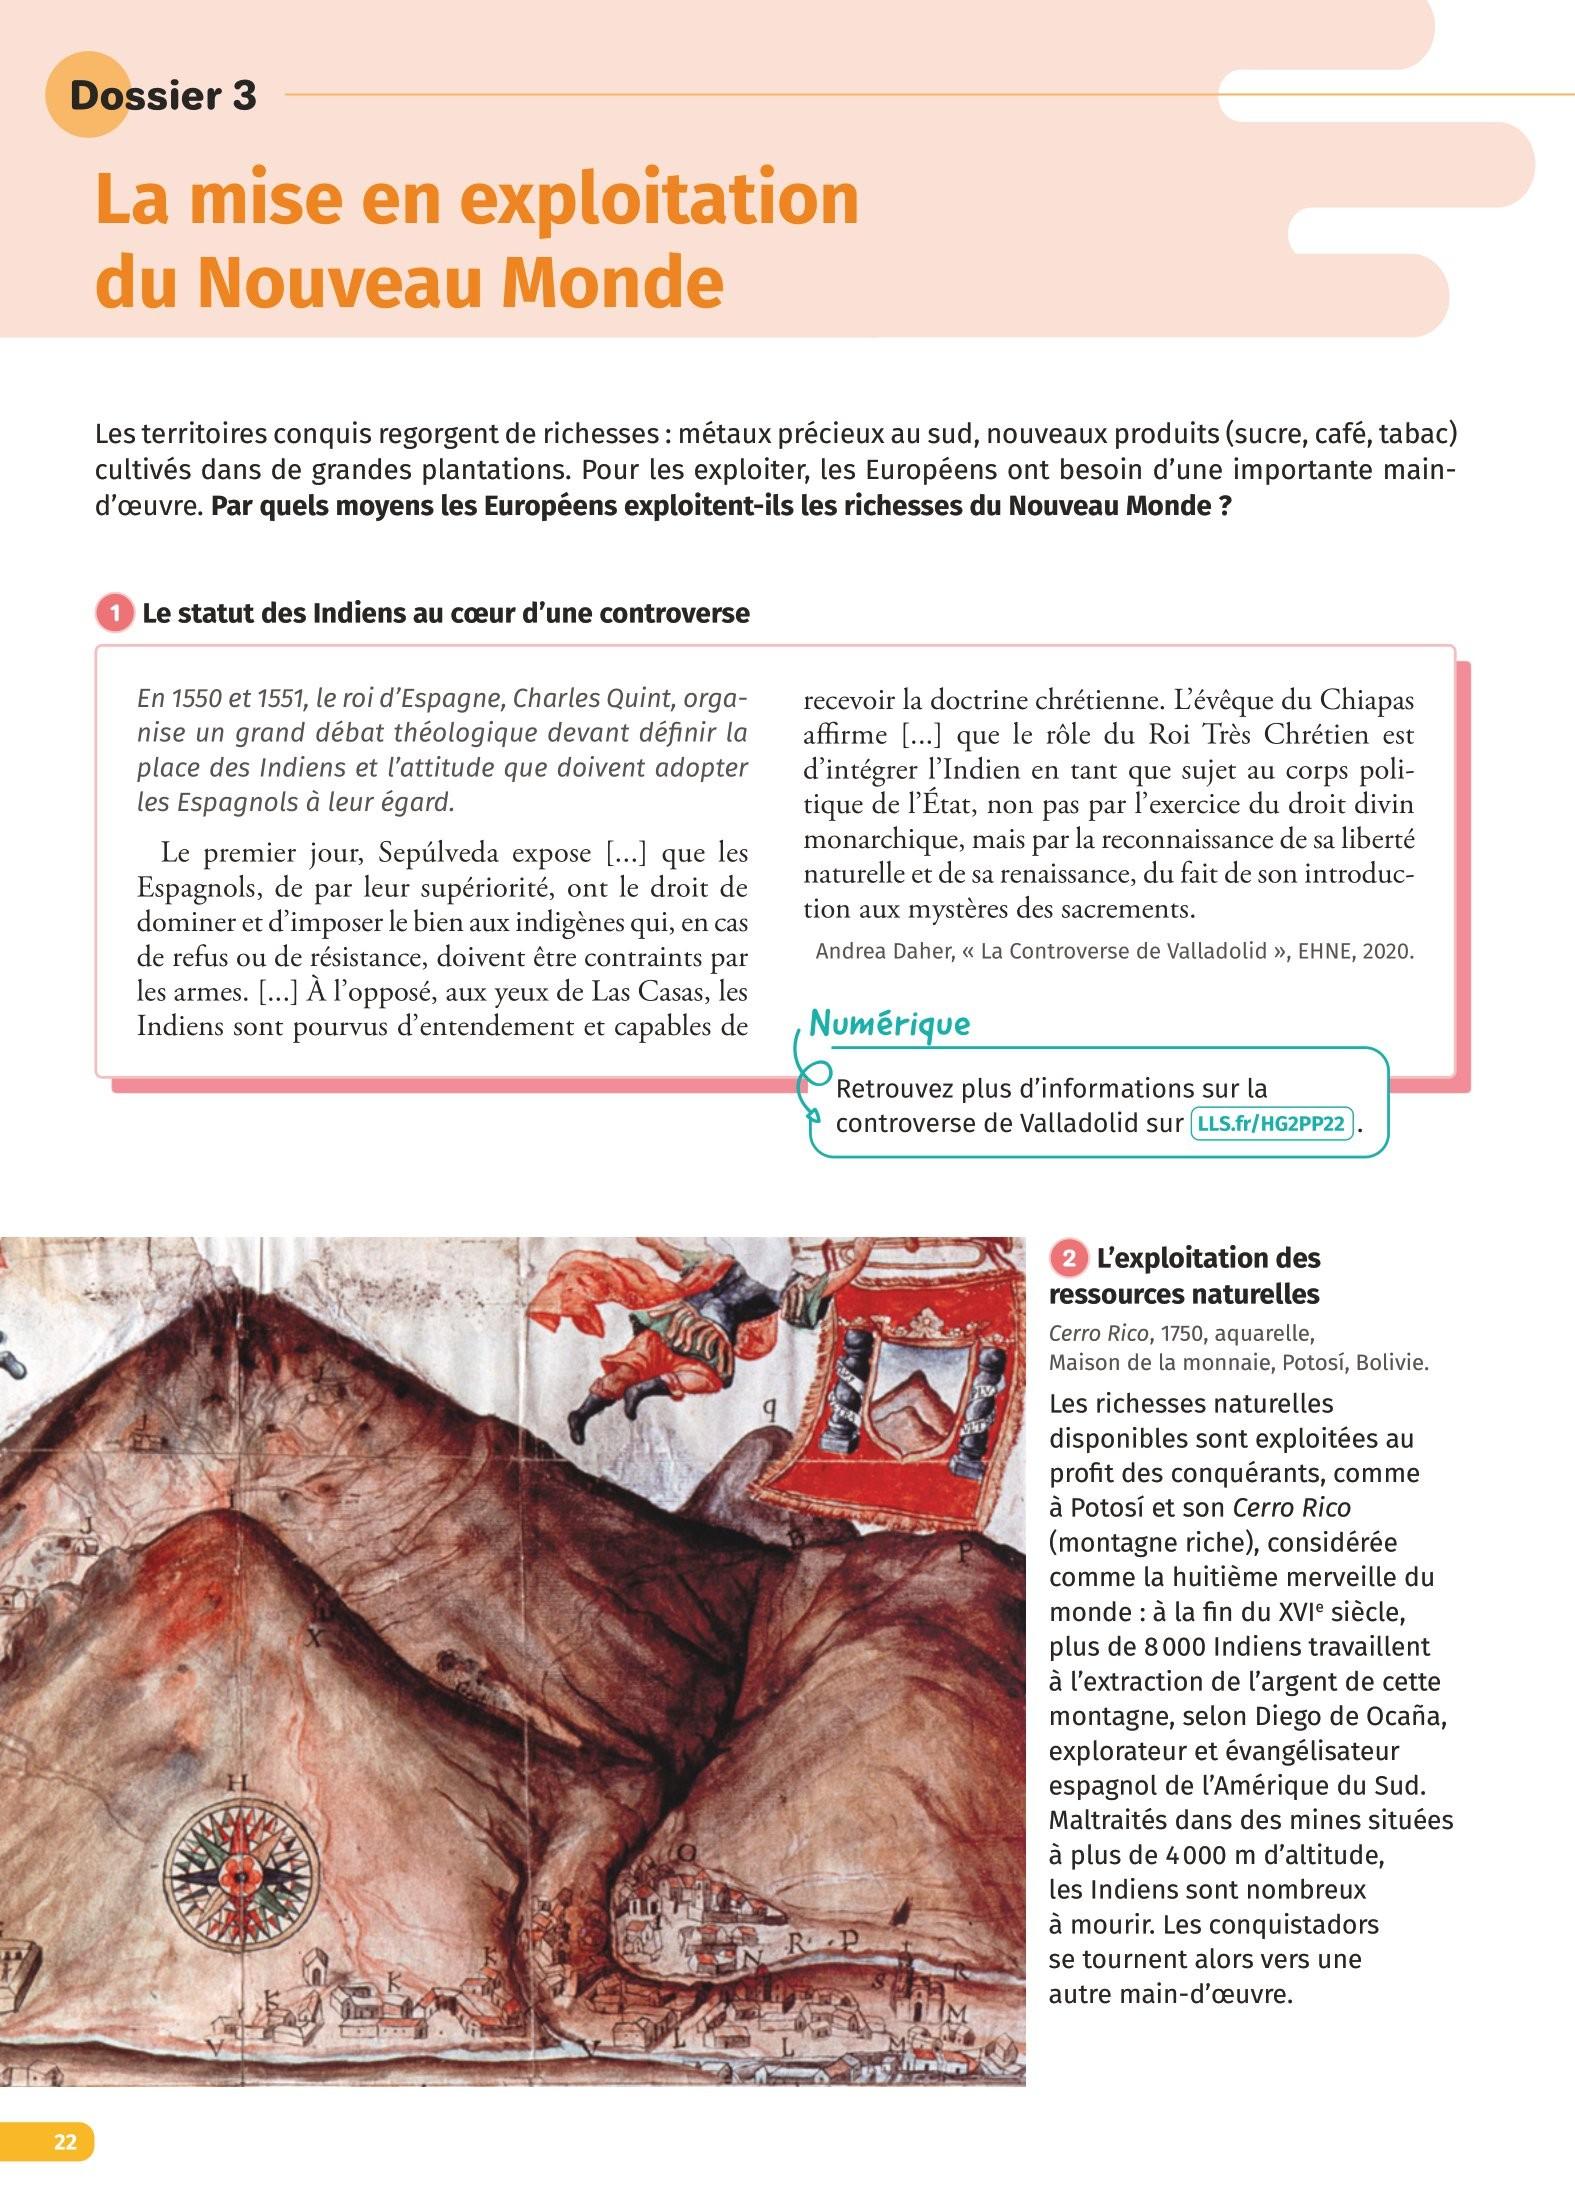 Dossier 3
La mise en exploitation
du Nouveau Monde
Les territoires conquis regorgent de richesses : métaux précieux au sud, nouveaux produits (sucre, café, tabac)
cultivés dans de grandes plantations. Pour les exploiter, les Européens ont besoin d’une importante main-
d’œuvre. Par quels moyens les Européens exploitent-ils les richesses du Nouveau Monde ?
1 Le statut des Indiens au cœur d’une controverse
En 1550 et 1551, le roi d’Espagne, Charles Quint, orga-
nise un grand débat théologique devant définir la
place des Indiens et l’attitude que doivent adopter
les Espagnols à leur égard.
Le premier jour, Sepúlveda expose [...] que les
Espagnols, de par leur supériorité, ont le droit de
dominer et d’imposer le bien aux indigènes qui, en cas
de refus ou de résistance, doivent être contraints par
les armes. [...] À l’opposé, aux yeux de Las Casas, les
Indiens sont pourvus d’entendement et capables de
recevoir la doctrine chrétienne. L’évêque du Chiapas
affirme [...] que le rôle du Roi Très Chrétien est
d’intégrer l’Indien en tant que sujet au corps poli-
tique de l’État, non pas par l’exercice du droit divin
monarchique, mais par la reconnaissance de sa liberté
naturelle et de sa renaissance, du fait de son introduc-
tion aux mystères des sacrements.
Andrea Daher, « La Controverse de Valladolid », EHNE, 2020.
Numérique
Retrouvez plus d’informations sur la
controverse de Valladolid sur LLS.fr/HG2PP22 .
2 L’exploitation des
ressources naturelles
Cerro Rico, 1750, aquarelle,
Maison de la monnaie, Potosí, Bolivie.
Les richesses naturelles
disponibles sont exploitées au
profit des conquérants, comme
à Potosí et son Cerro Rico
(montagne riche), considérée
comme la huitième merveille du
monde : à la fin du XVIe siècle,
plus de 8 000 Indiens travaillent
à l’extraction de l’argent de cette
montagne, selon Diego de Ocaña,
explorateur et évangélisateur
espagnol de l’Amérique du Sud.
Maltraités dans des mines situées
à plus de 4 000 m d’altitude,
les Indiens sont nombreux
à mourir. Les conquistadors
se tournent alors vers une
autre main-d’œuvre.
q
J
B
P
X
H
O
N R P
K K K
S R
M
V V L L M
22